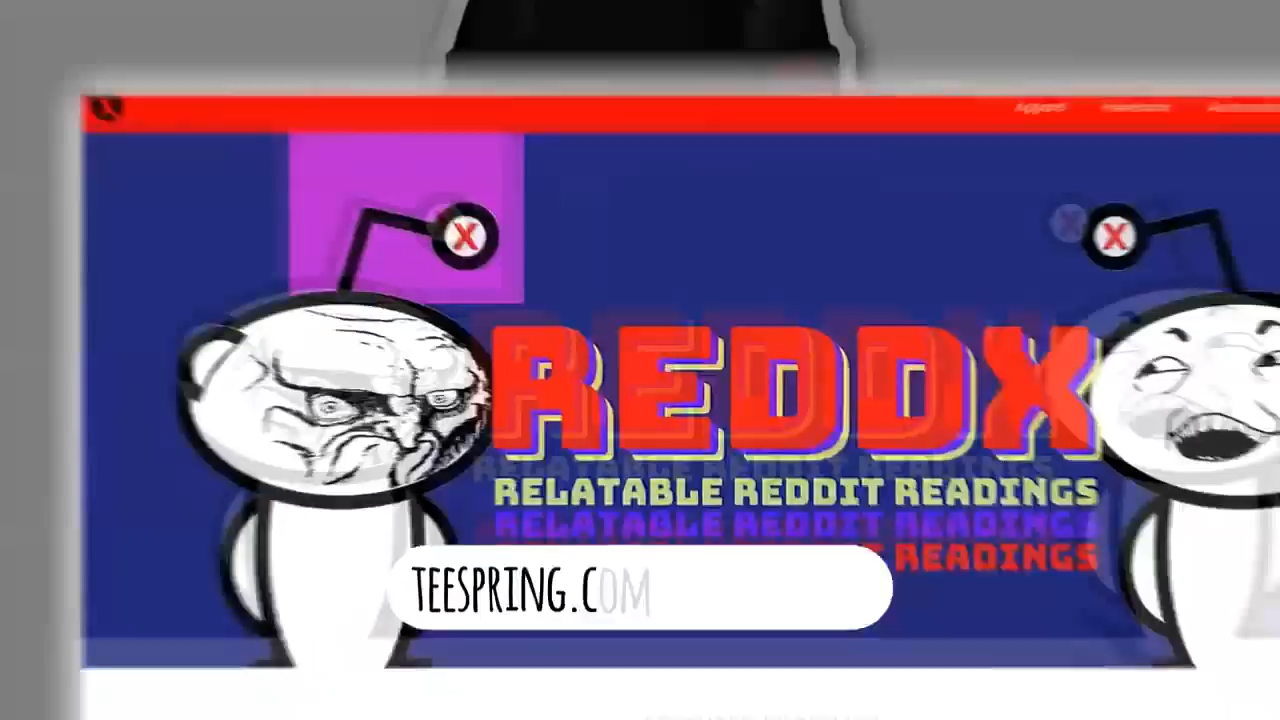 X
X
REDDX
RELATABLE REDDIT READINGS
RELATABLE REDDIT READINGS
READINGS
TEESPRING.COM